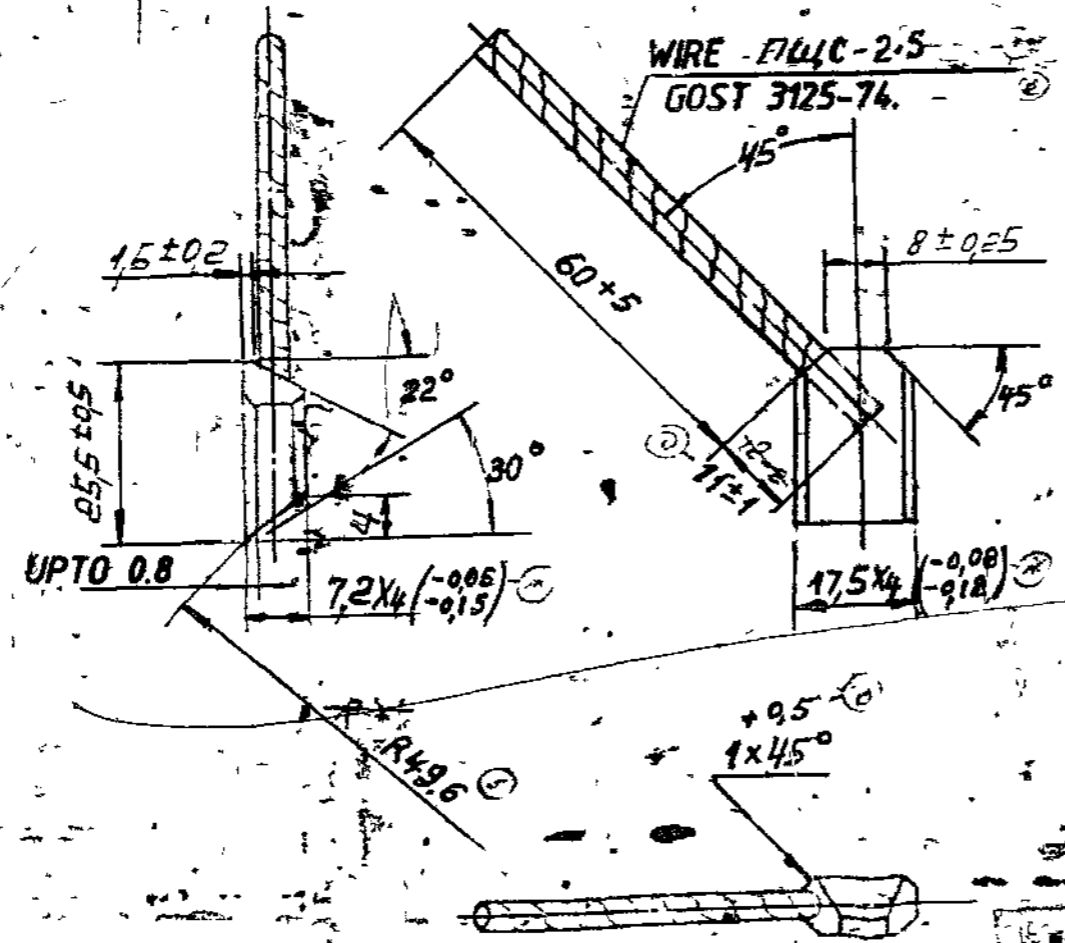 WIRE ПЩС-2.5
GOST 3125-74.
45°
1,5 ±0,2
8 ±0,25
60+5
22°
45°
25,5 ±0,5
30°
11±1
4
UPTO 0.8
7,2X4 (-0,06 -0,15)
17,5X4 (-0,08 -0,18)
+0,5
1x45°
R49,6